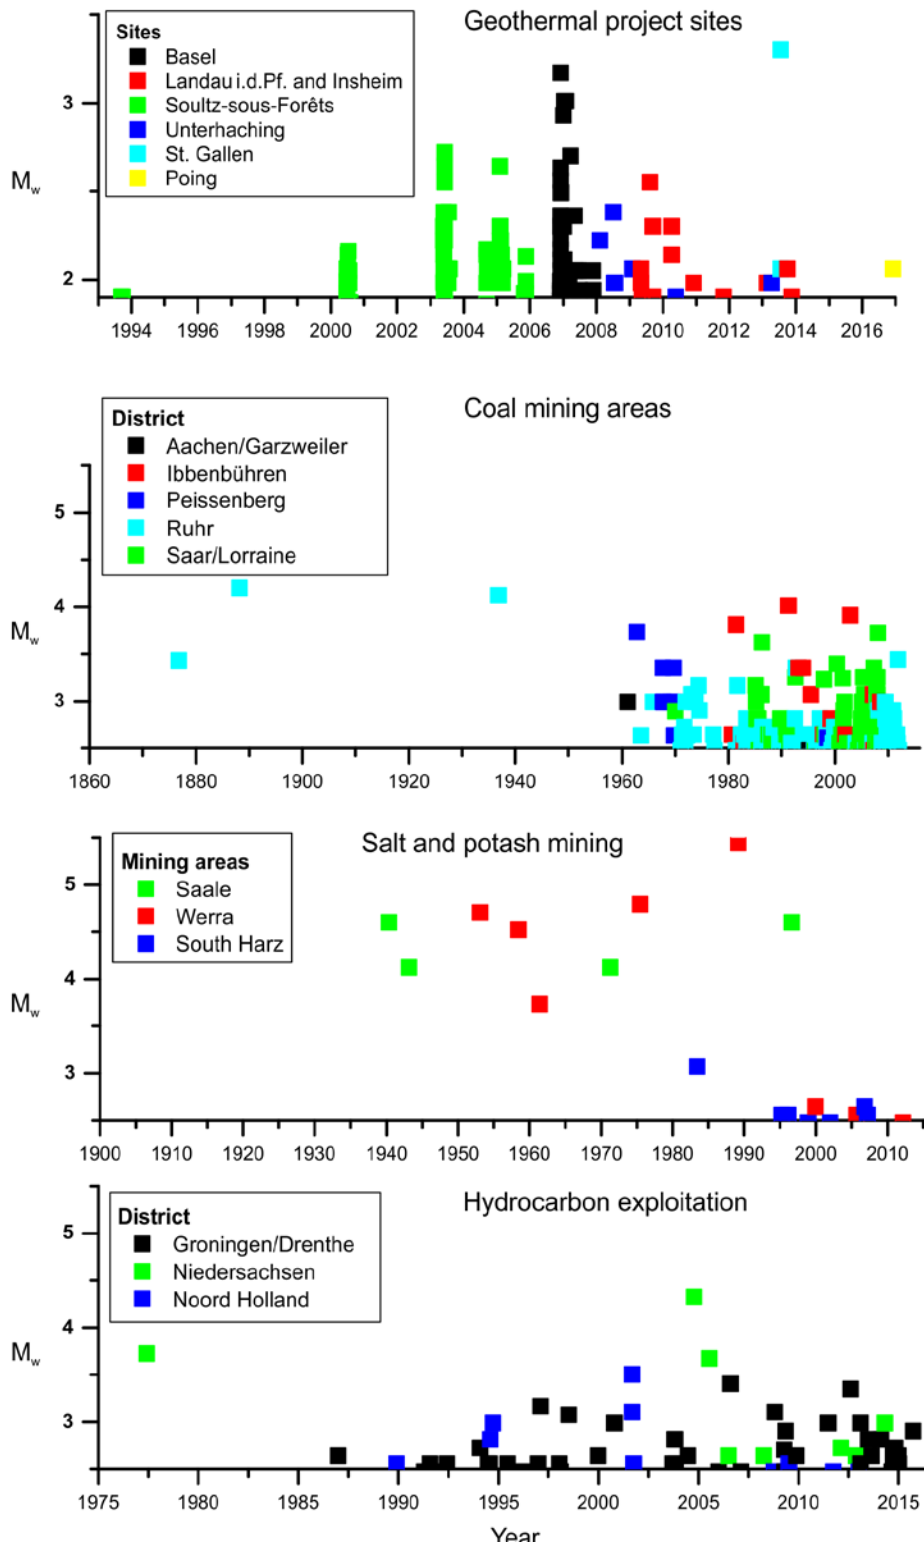 Geothermal project sites
Sites
Basel
Landau i.d.Pf. and Insheim
Soultz-sous-Forêts
Unterhaching
St. Gallen
Poing
3
2
Mw
1994 1996 1998 2000 2002 2004 2006 2008 2010 2012 2014 2016
Coal mining areas
District
Aachen/Garzweiler
Ibbenbühren
Peissenberg
Ruhr
Saar/Lorraine
5
4
3
Mw
1860 1880 1900 1920 1940 1960 1980 2000
Salt and potash mining
Mining areas
Saale
Werra
South Harz
5
4
3
Mw
1900 1910 1920 1930 1940 1950 1960 1970 1980 1990 2000 2010
Hydrocarbon exploitation
District
Groningen/Drenthe
Niedersachsen
Noord Holland
5
4
3
Mw
1975 1980 1985 1990 1995 2000 2005 2010 2015
Year